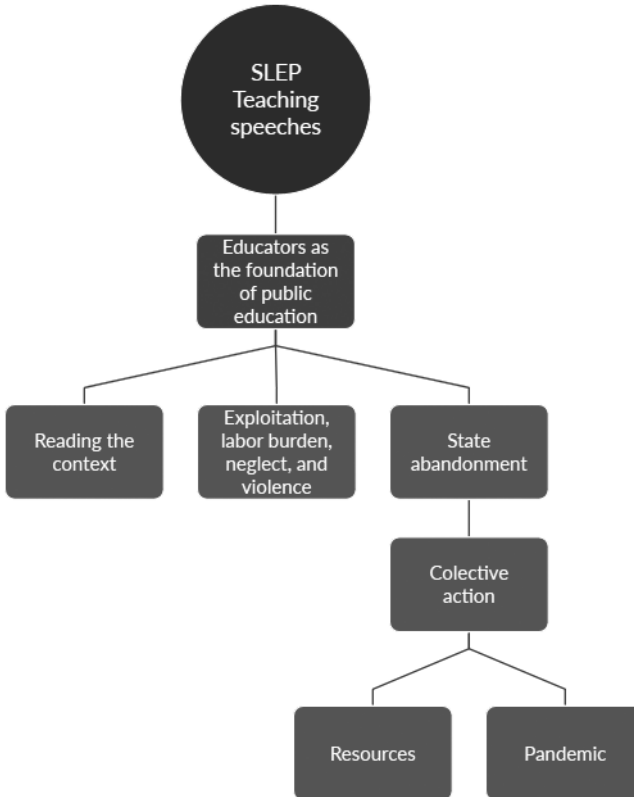 SLEP
Teaching
speeches
Educators as
the foundation
of public
education
Reading the
context
Exploitation,
labor burden,
neglect, and
violence
State
abandonment
Colective
action
Resources
Pandemic